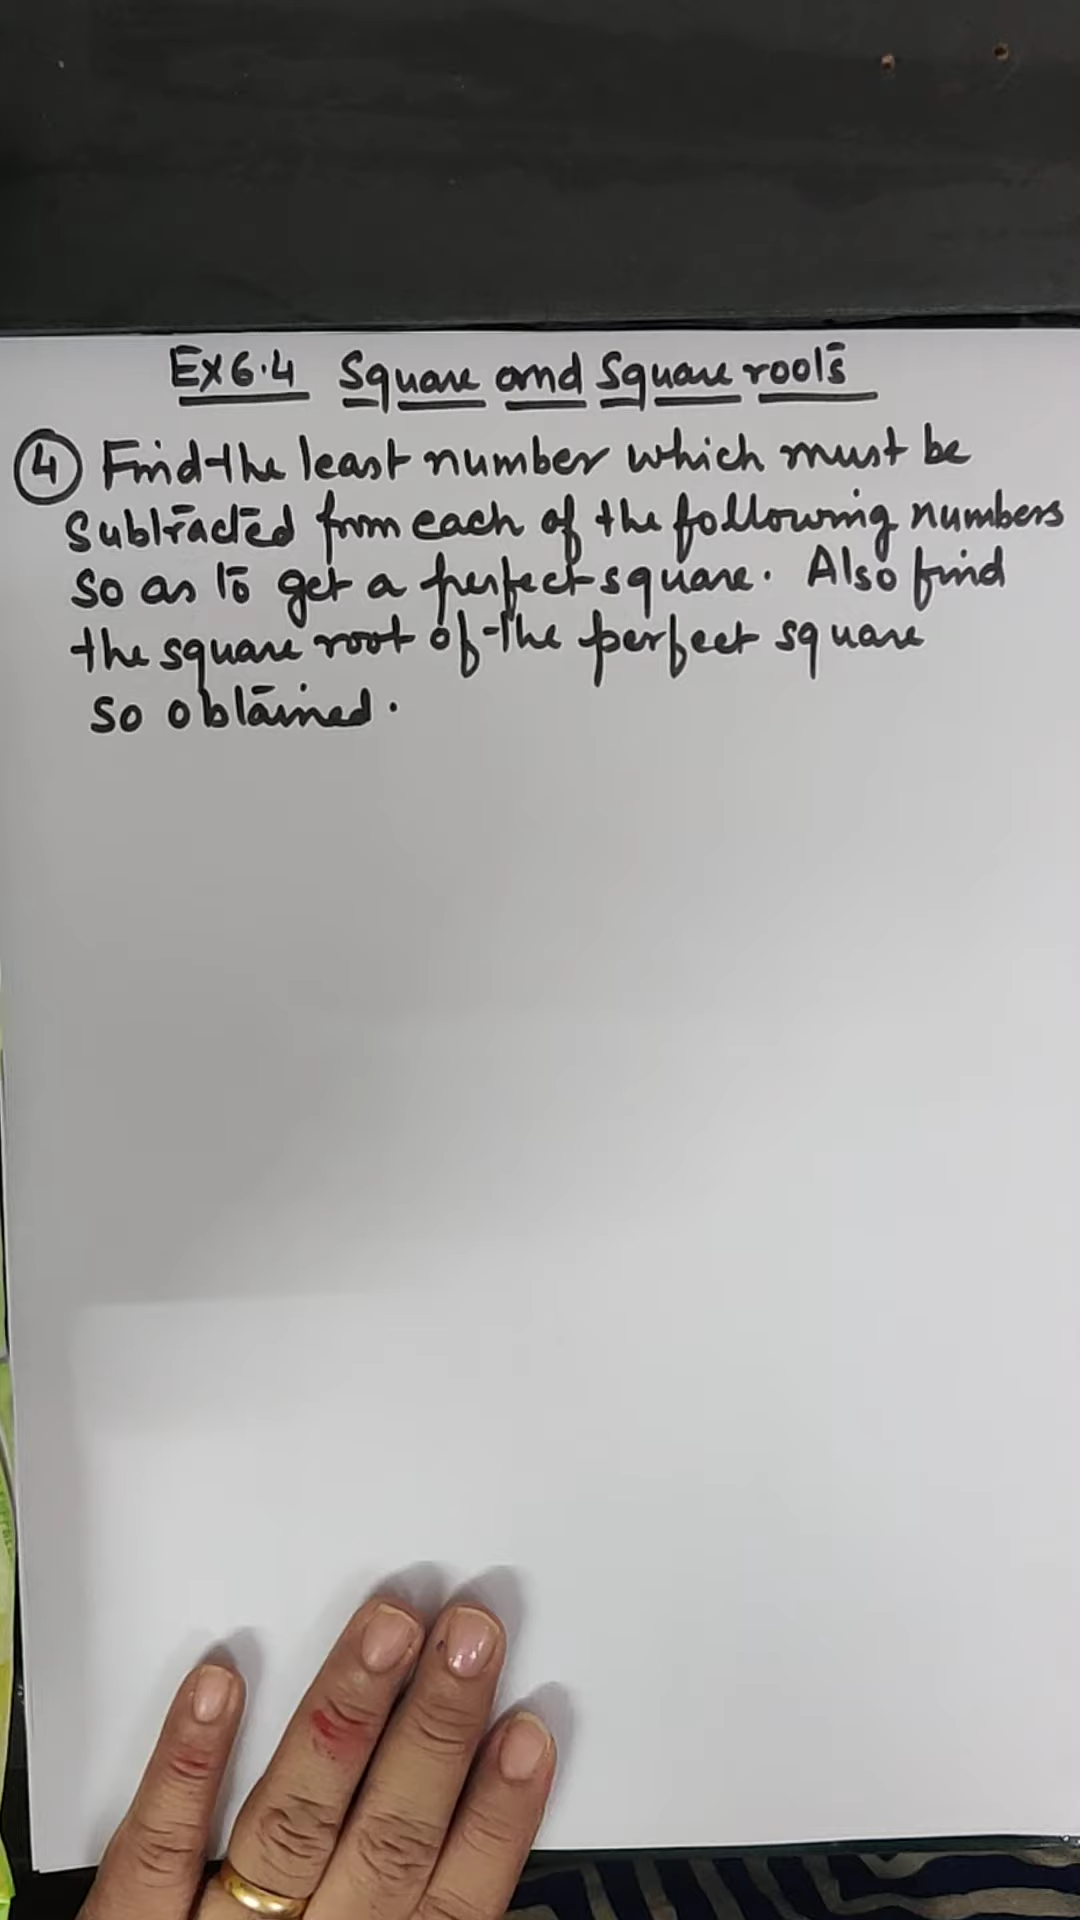 Ex 6.4 Square and Square roots
4 Find the least number which must be
Subtracted from each of the following numbers
so as to get a perfect square. Also find
the square root of the perfect square
so obtained.